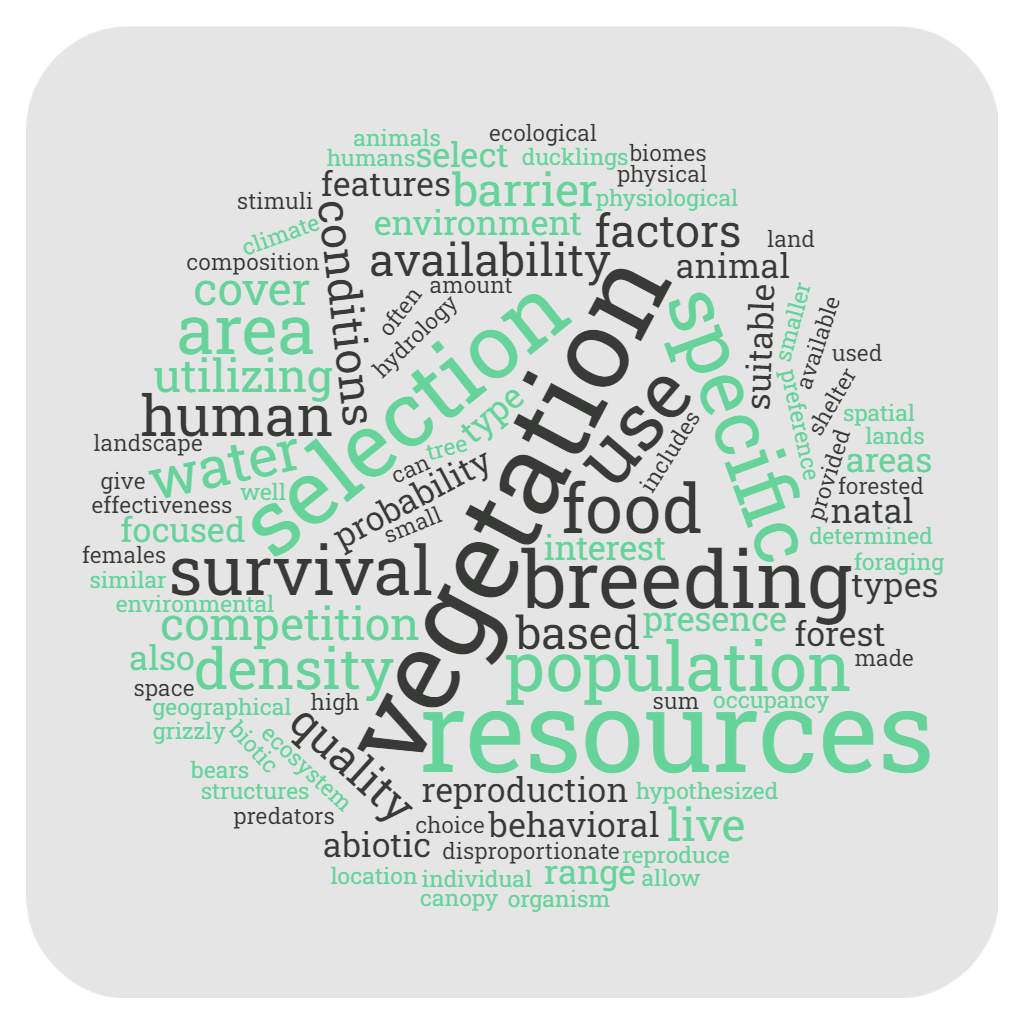 animals
ecological
humans
select
ducklings
biomes
features
barrier
physical
stimuli
physiological
climate
conditions
environment
factors
land
composition
availability
animal
cover
often
amount
hydrology
area
selection
vegetation
specific
suitable
smaller
available
used
utilizing
type
use
preference
shelter
human
spatial
landscape
water
tree
includes
lands
give
well
can
probability
provided
areas
effectiveness
small
food
forested
natal
focused
determined
females
survival
interest
foraging
similar
breeding
types
environmental
competition
based
presence
forest
also
density
population
made
space
high
sum
occupancy
geographical
quality
resources
grizzly
biotic
ecosystem
bears
structures
reproduction
hypothesized
predators
choice
behavioral
live
abiotic
disproportionate
reproduce
location
individual
range
allow
canopy
organism